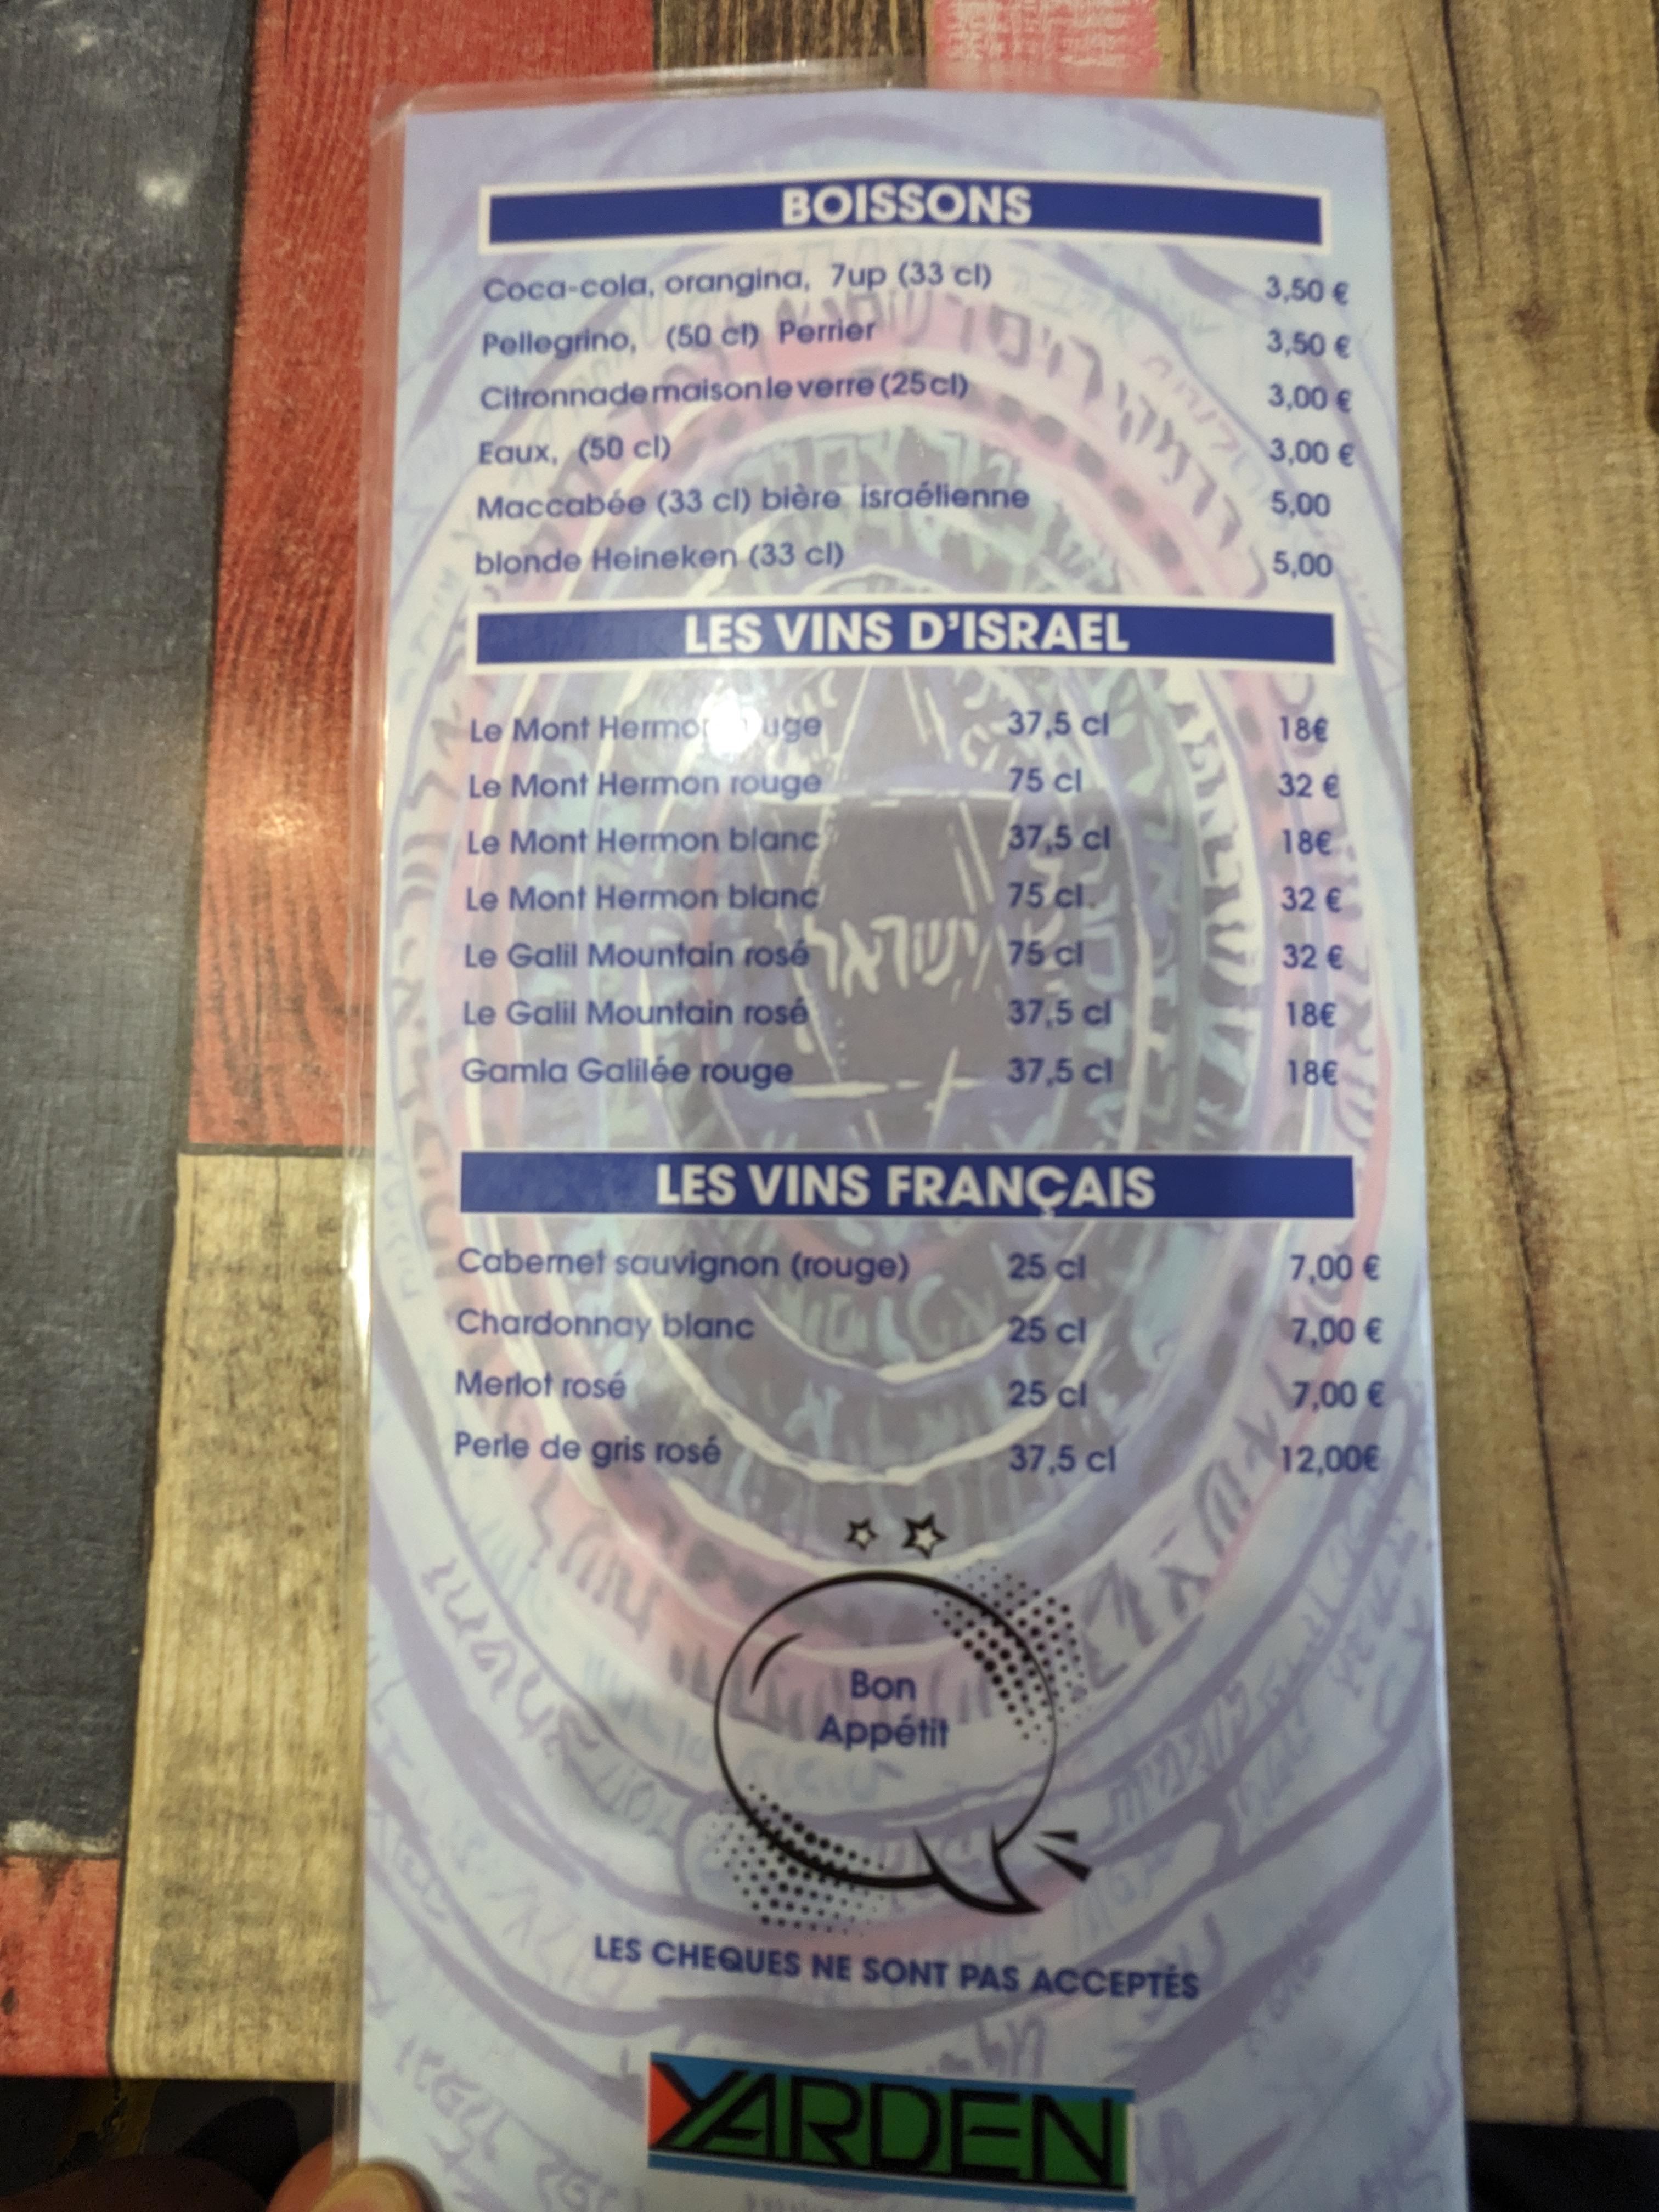 BOISSONS
Coca-cola, orangina, 7up (33 cl) 3,50 €
Pellegrino, (50 cl) Perrier 3,50 €
Citronnade maison le verre (25 cl) 3,00 €
Eaux, (50 cl) 3,00 €
Maccabée (33 cl) bière israélienne 5,00
blonde Heineken (33 cl) 5,00
LES VINS D'ISRAEL
Le Mont Hermon rouge 37,5 cl 18€
Le Mont Hermon rouge 75 cl 32 €
Le Mont Hermon blanc 37,5 cl 18€
Le Mont Hermon blanc 75 cl. 32 €
Le Galil Mountain rosé 75 cl 32 €
Le Galil Mountain rosé 37,5 cl 18€
Gamla Galilée rouge 37,5 cl 18€
ישראל
LES VINS FRANÇAIS
Cabernet sauvignon (rouge) 25 cl 7,00 €
Chardonnay blanc 25 cl 7,00 €
Merlot rosé 25 cl 7,00 €
Perle de gris rosé 37,5 cl 12,00€
Bon
Appétit
LES CHEQUES NE SONT PAS ACCEPTÉS
YARDEN